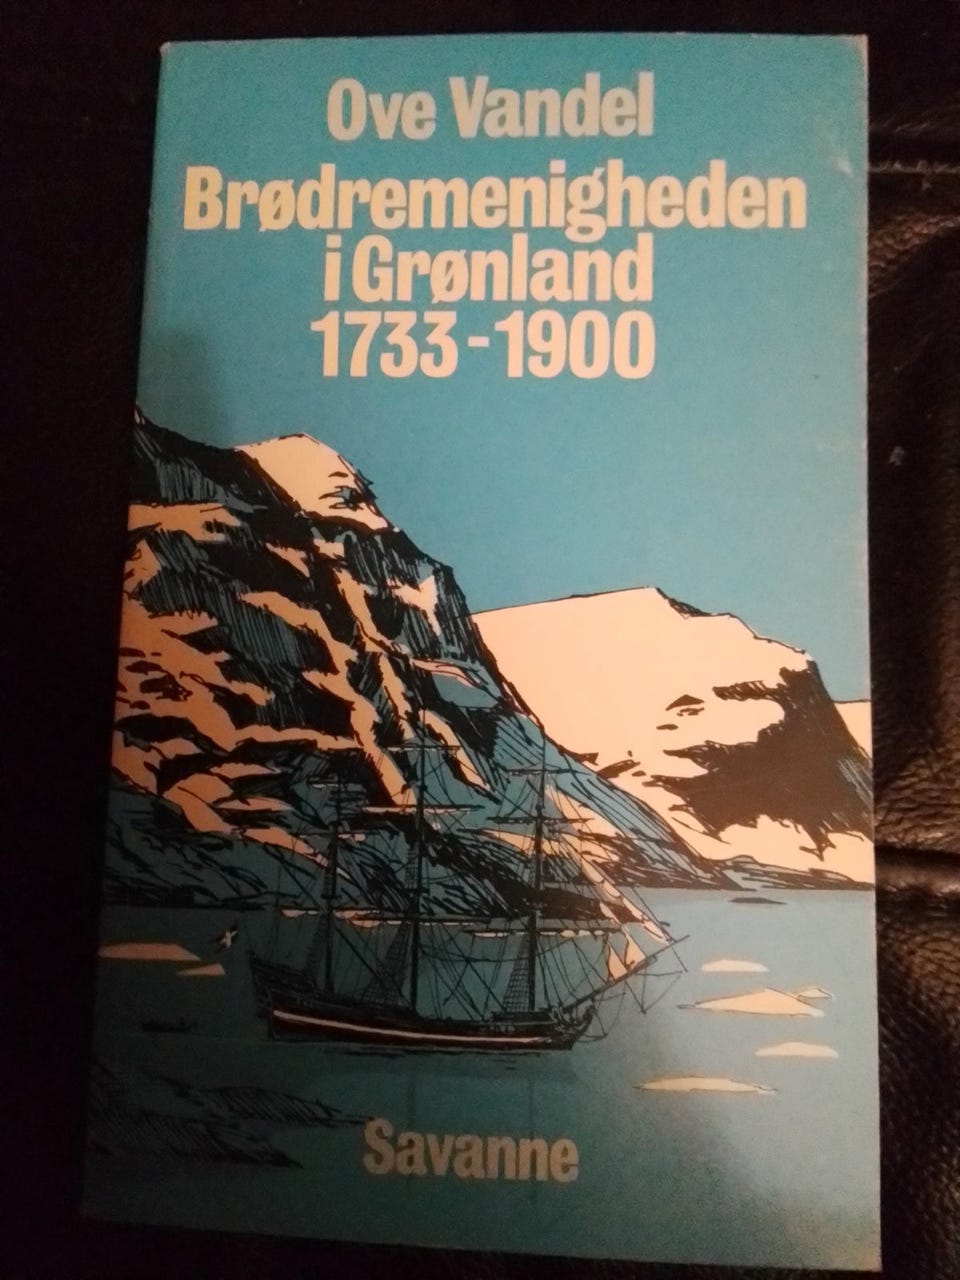 Ove Vandel
Brødremenigheden
i Grønland
1733-1900
Savanne